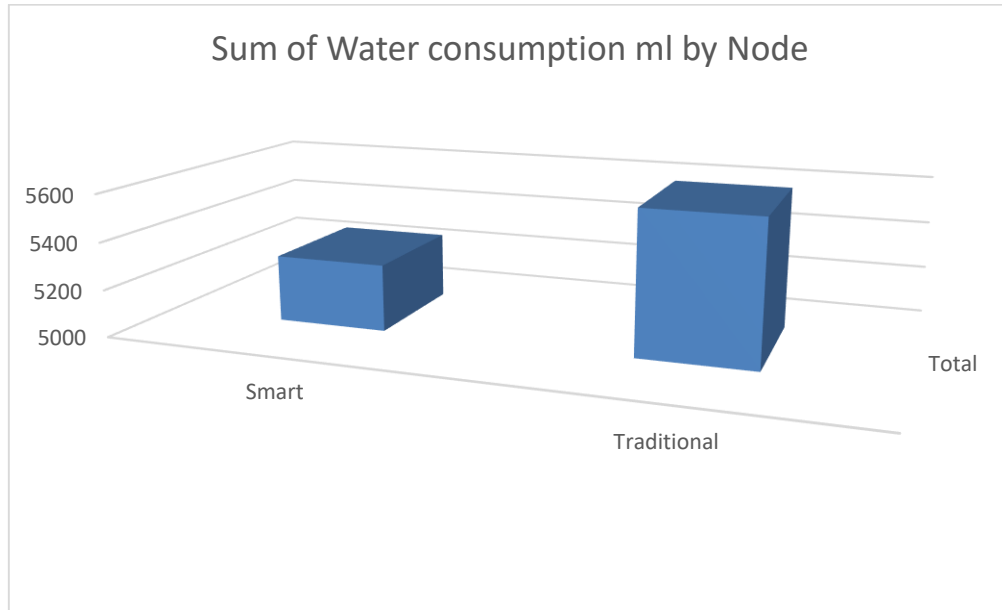 Sum of Water consumption ml by Node
5600
5400
5200
5000
Total
Smart
Traditional